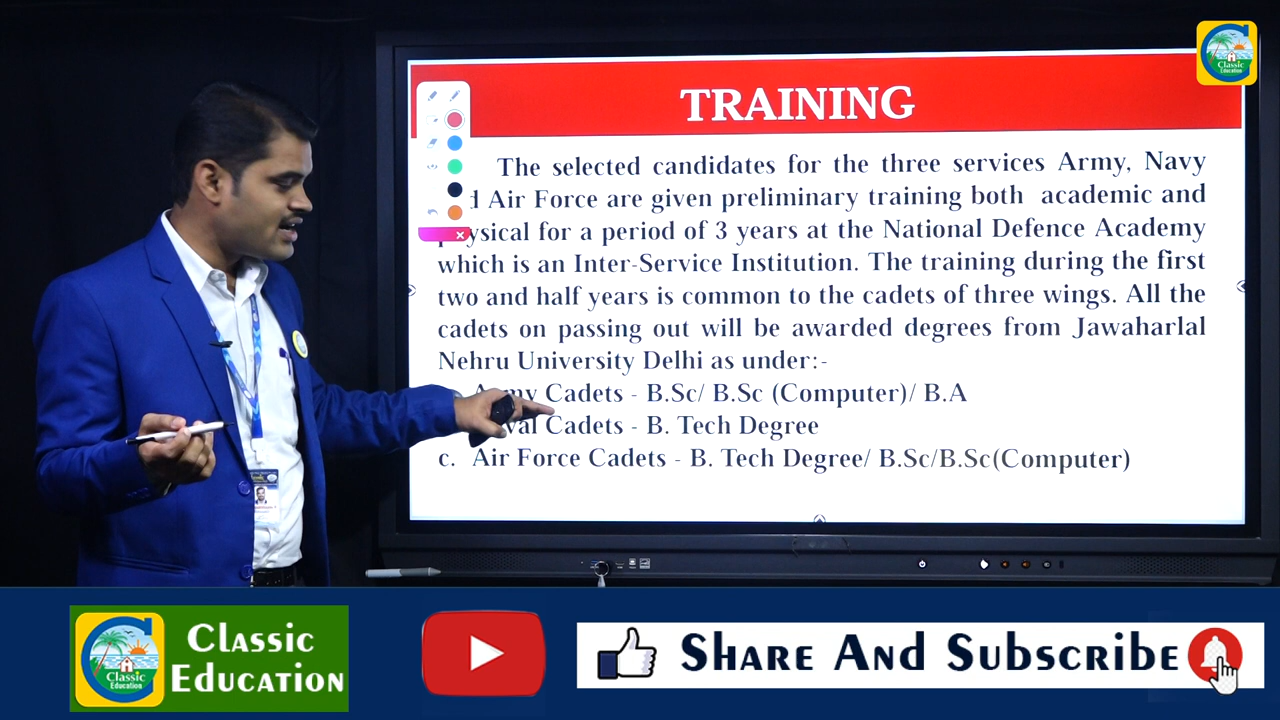 TRAINING
The selected candidates for the three services Army, Navy
Air Force are given preliminary training both academic and
for a period of 3 years at the National Defence Academy
which is an Inter-Service Institution. The training during the first
two and half years is common to the cadets of three wings. All the
cadets on passing out will be awarded degrees from Jawaharlal
Nehru University Delhi as under:-
Cadets - B.Sc/ B.Sc (Computer)/ B.A
Cadets - B. Tech Degree
c. Air Force Cadets - B. Tech Degree/ B.Sc/B.Sc(Computer)
Classic
Education
Classic
Education
Classic
Education
Share And Subscribe